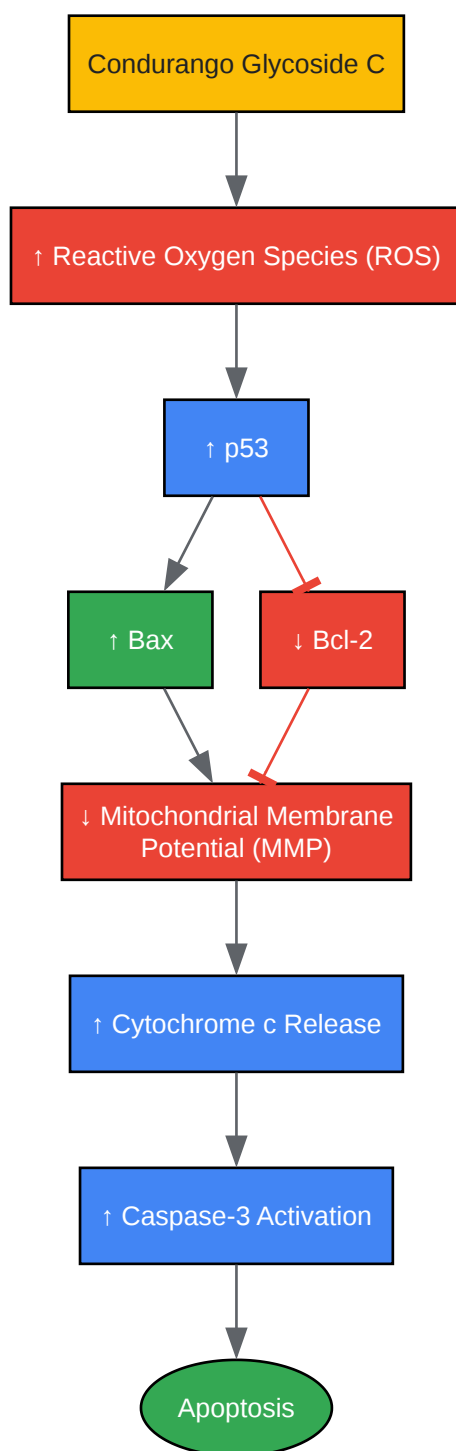 Condurango Glycoside C
↑ Reactive Oxygen Species (ROS)
↑ p53
↑ Bax
↓ Bcl-2
↓ Mitochondrial Membrane
Potential (MMP)
↑ Cytochrome c Release
↑ Caspase-3 Activation
Apoptosis